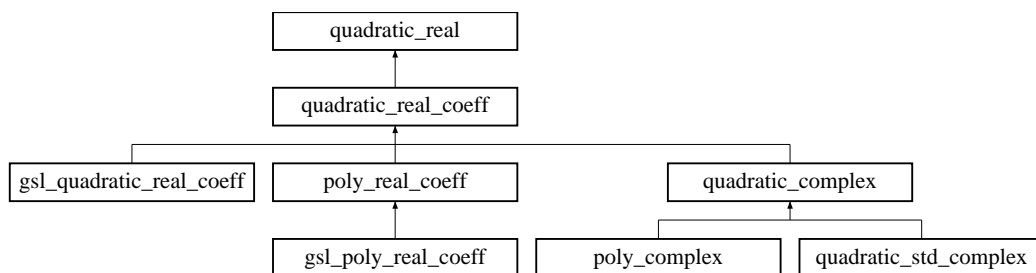 quadratic_real
quadratic_real_coeff
gsl_quadratic_real_coeff
poly_real_coeff
quadratic_complex
gsl_poly_real_coeff
poly_complex
quadratic_std_complex